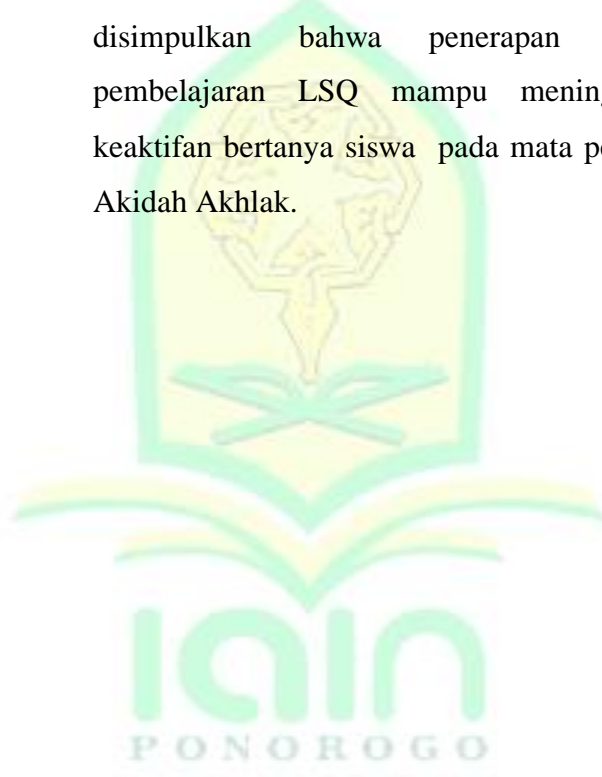 disimpulkan bahwa penerapan
pembelajaran LSQ mampu
keaktifan bertanya siswa pada mata
Akidah Akhlak.
iain
PONOROGO